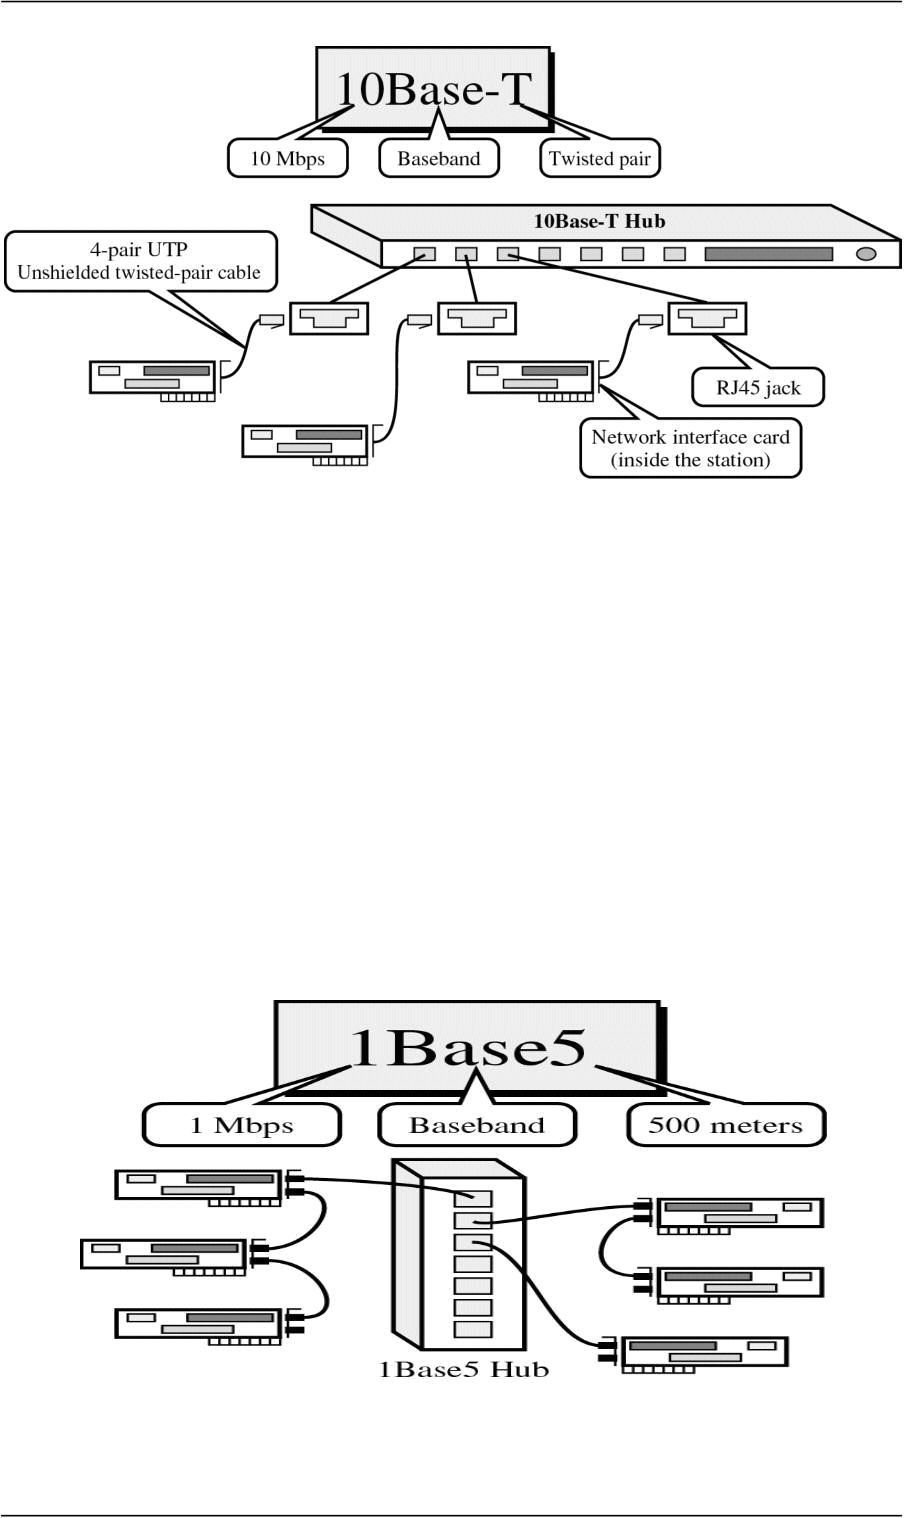 10Base-T
10 Mbps
Baseband
Twisted pair
10Base-T Hub
4-pair UTP
Unshielded twisted-pair cable
RJ45 jack
Network interface card
(inside the station)
1Base5
1 Mbps
Baseband
500 meters
1Base5 Hub